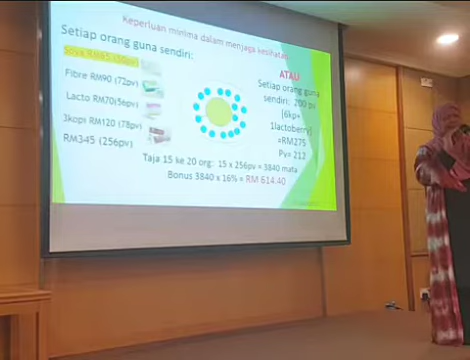 Keperluan minima dalam menjaga kesihatan
Setiap orang guna sendiri:
Soya RM65 (50pv)
Fibre RM90 (72pv)
Lacto RM70(56pv)
3kopi RM120 (78pv)
RM345 (256pv)
ATAU
Setiap orang guna
sendiri: 200 pv
(6kp+
1lactoberry)
=RM275
Pv= 212
Taja 15 ke 20 org: 15 x 256pv = 3840 mata
Bonus 3840 x 16% = RM 614.40